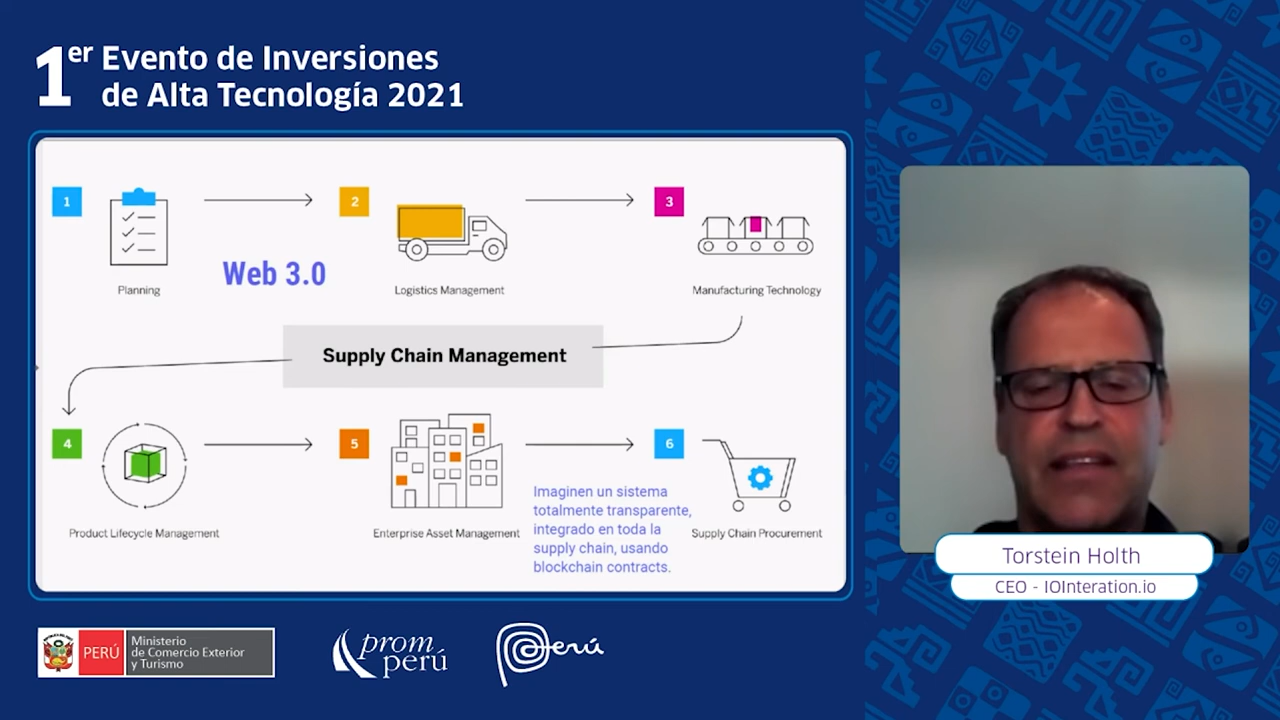 1er Evento de Inversiones
de Alta Tecnología 2021
1
2
3
Planning
Web 3.0
Logistics Management
Manufacturing Technology
Supply Chain Management
4
5
6
Product Lifecycle Management
Enterprise Asset Management
Imaginen un sistema
totalmente transparente,
integrado en toda la
supply chain, usando
blockchain contracts.
Supply Chain Procurement
Torstein Holth
CEO - IOInteration.io
PERÚ
Ministerio
de Comercio Exterior
y Turismo
prom
perú
Perú